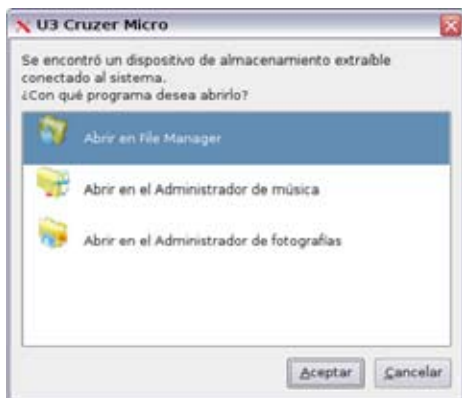 U3 Cruzer Micro
Se encontró un dispositivo de almacenamiento extraíble
conectado al sistema.
¿Con qué programa desea abrirlo?
Abrir en File Manager
Abrir en el Administrador de música
Abrir en el Administrador de fotografías
Aceptar
Cancelar